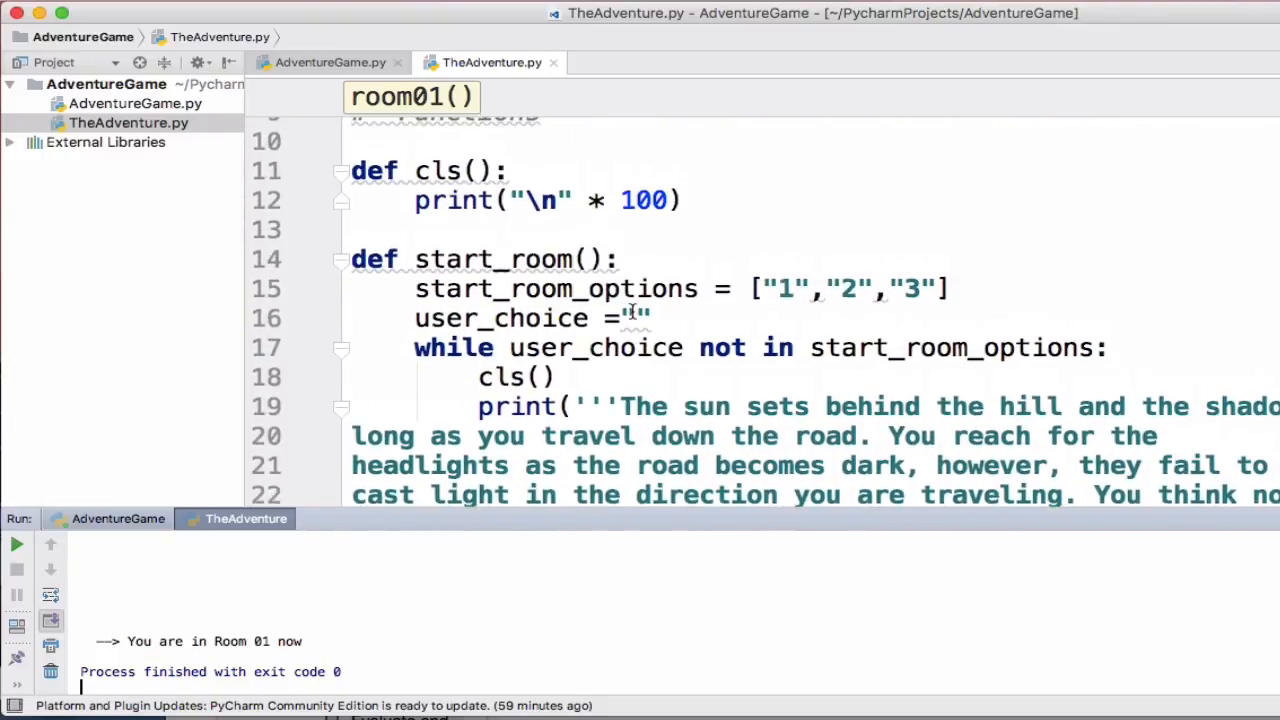 TheAdventure.py - AdventureGame - [~/PycharmProjects/AdventureGame]
AdventureGame TheAdventure.py
Project AdventureGame.py TheAdventure.py
AdventureGame ~/Pycharm
AdventureGame.py
TheAdventure.py
External Libraries
room01()
10
11 def cls():
12 print("\n" * 100)
13
14 def start_room():
15 start_room_options = ["1","2","3"]
16 user_choice =""
17 while user_choice not in start_room_options:
18 cls()
19 print('''The sun sets behind the hill and the shado
20 long as you travel down the road. You reach for the
21 headlights as the road becomes dark, however, they fail to
22 cast light in the direction you are traveling. You think no
Run: AdventureGame TheAdventure
––> You are in Room 01 now
Process finished with exit code 0
Platform and Plugin Updates: PyCharm Community Edition is ready to update. (59 minutes ago)